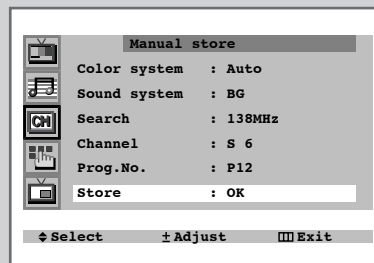 Manual store
Color system : Auto
Sound system : BG
CH
Search : 138MHz
Channel : S 6
Prog.No. : P12
Store : OK
Select ± Adjust Exit